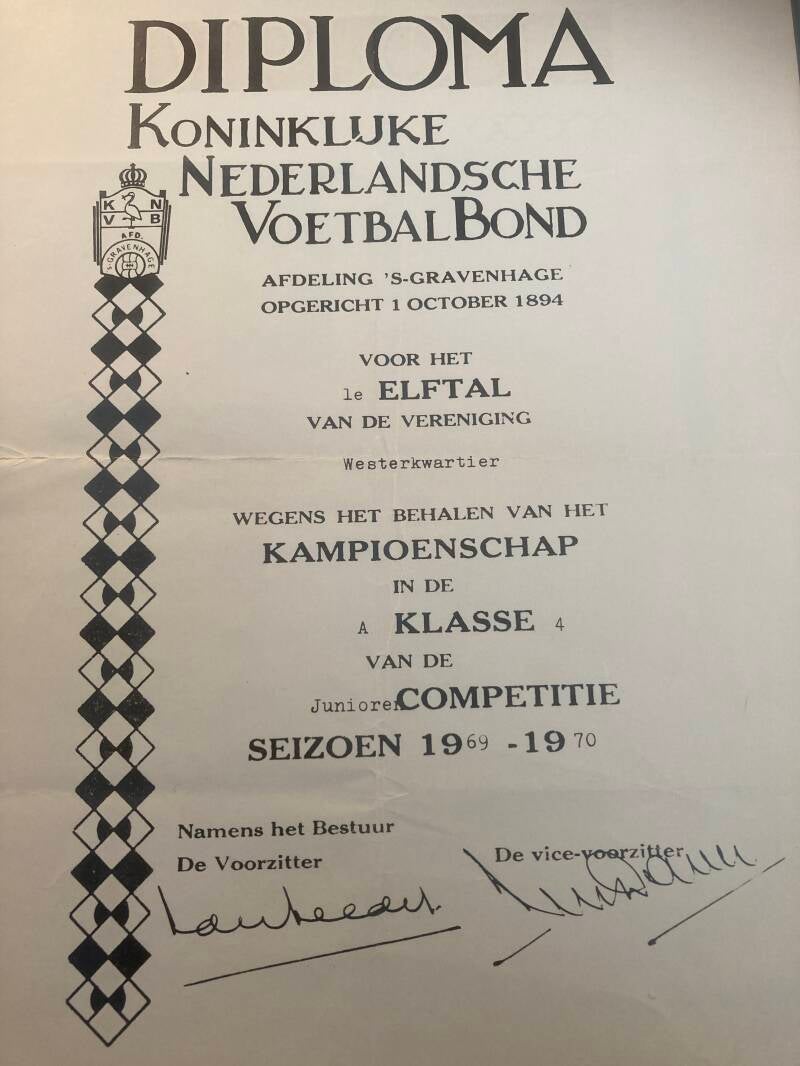 DIPLOMA
KONINKLIJKE
NEDERLANDSCHE
VOETBALBOND
K N
V B
AFD.
'S-GRAVENHAGE
AFDELING 'S-GRAVENHAGE
OPGERICHT 1 OCTOBER 1894
VOOR HET
1e ELFTAL
VAN DE VERENIGING
Westerkwartier
WEGENS HET BEHALEN VAN HET
KAMPIOENSCHAP
IN DE
A KLASSE 4
VAN DE
Junioren COMPETITIE
SEIZOEN 1969 - 1970
Namens het Bestuur
De Voorzitter
De vice-voorzitter